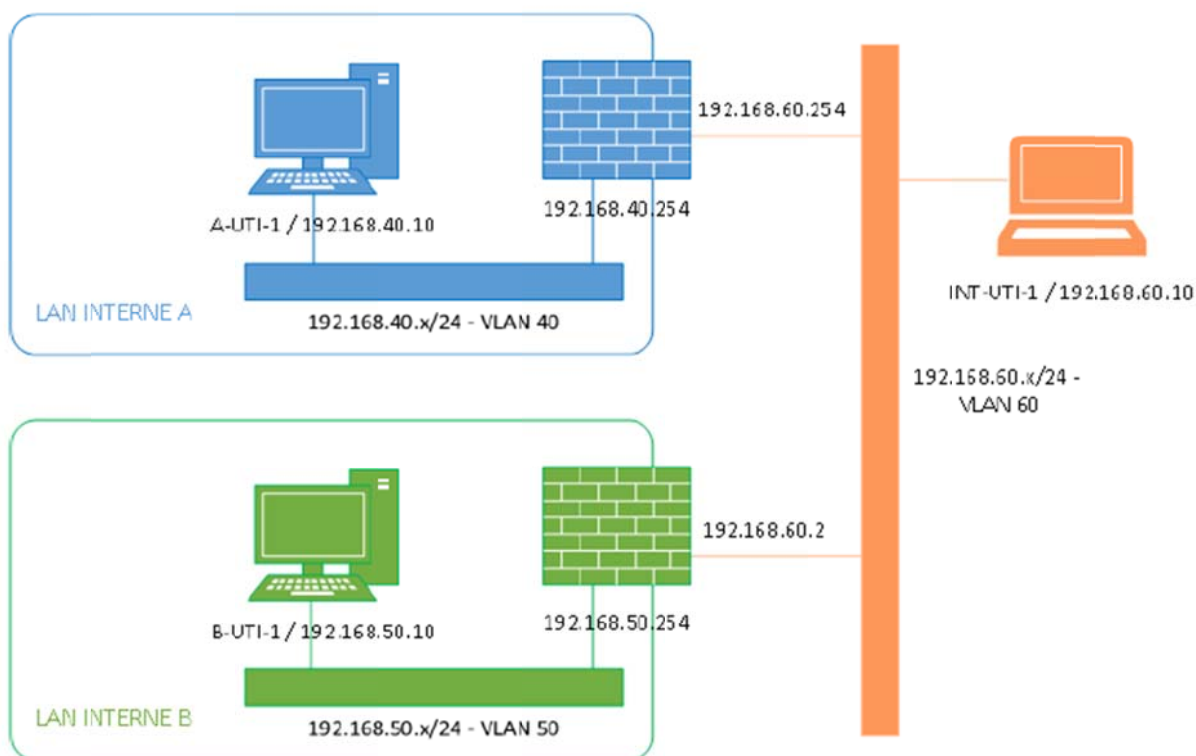 192.168.60.254
192.168.40.254
A-UTI-1 / 192.168.40.10
LAN INTERNE A
192.168.40.x/24 - VLAN 40
INT-UTI-1 / 192.168.60.10
192.168.60.x/24 -
VLAN 60
192.168.60.2
192.168.50.254
B-UTI-1 / 192.168.50.10
LAN INTERNE B
192.168.50.x/24 - VLAN 50